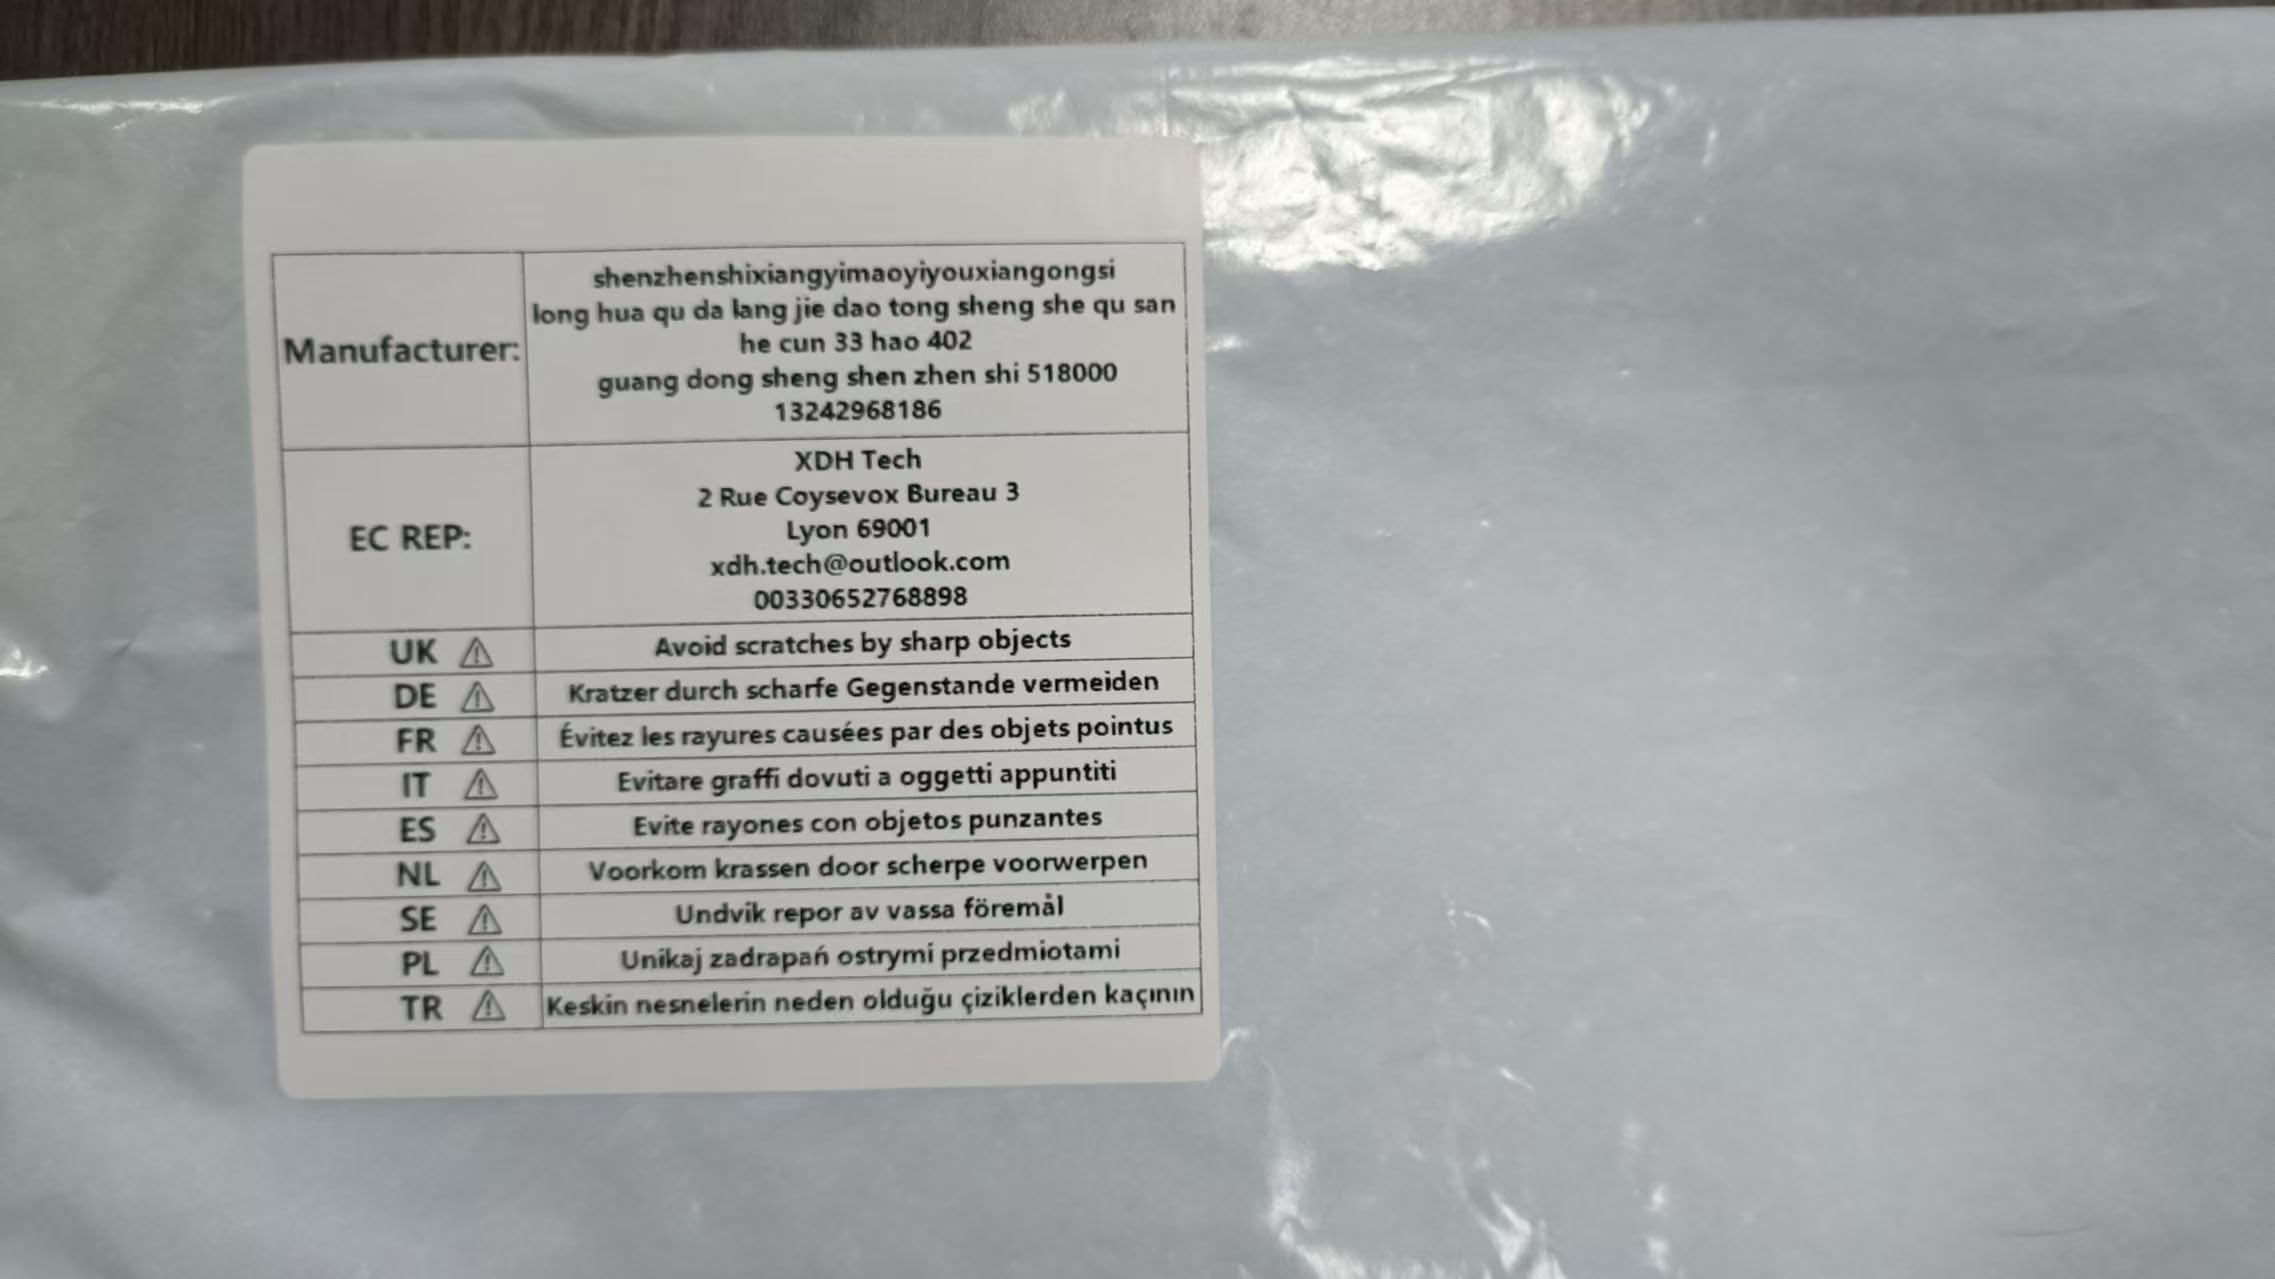 Manufacturer:
shenzhenshixiangyimaoyiyouxiangongsi
long hua qu da lang jie dao tong sheng she qu san
he cun 33 hao 402
guang dong sheng shen zhen shi 518000
13242968186
EC REP:
XDH Tech
2 Rue Coysevox Bureau 3
Lyon 69001
xdh.tech@outlook.com
00330652768898
UK ⚠ Avoid scratches by sharp objects
DE ⚠ Kratzer durch scharfe Gegenstande vermeiden
FR ⚠ Évitez les rayures causées par des objets pointus
IT ⚠ Evitare graffi dovuti a oggetti appuntiti
ES ⚠ Evite rayones con objetos punzantes
NL ⚠ Voorkom krassen door scherpe voorwerpen
SE ⚠ Undvik repor av vassa föremål
PL ⚠ Unikaj zadrapań ostrymi przedmiotami
TR ⚠ Keskin nesnelerin neden olduğu çiziklerden kaçının